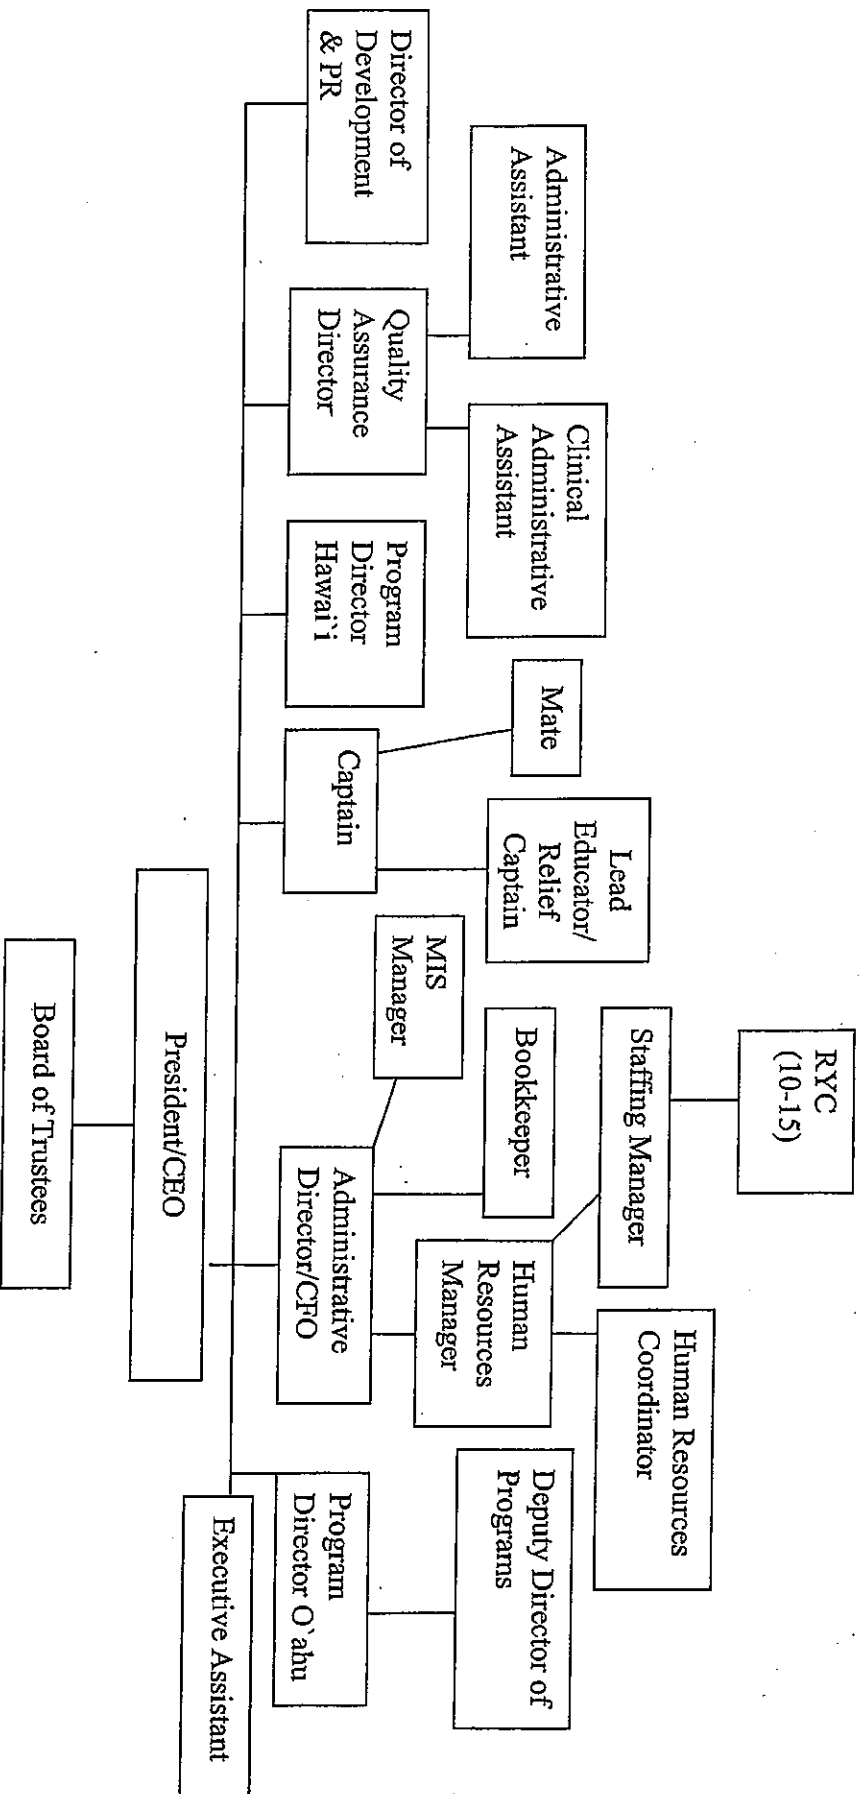 Director of
Development
& PR
Administrative
Assistant
Quality
Assurance
Director
Clinical
Administrative
Assistant
Program
Director
Hawai`i
Mate
Captain
Lead
Educator/
Relief
Captain
MIS
Manager
Bookkeeper
Staffing Manager
RYC
(10-15)
Administrative
Director/CFO
Human
Resources
Manager
Human Resources
Coordinator
Deputy Director of
Programs
Program
Director O`ahu
Executive Assistant
President/CEO
Board of Trustees